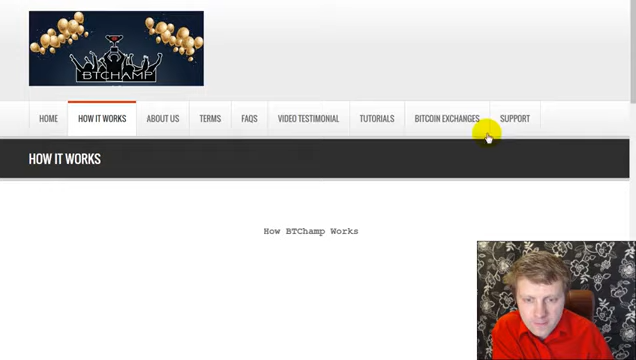 BTCHAMP
HOME HOW IT WORKS ABOUT US TERMS FAQS VIDEO TESTIMONIAL TUTORIALS BITCOIN EXCHANGES SUPPORT
HOW IT WORKS
How BTChamp Works